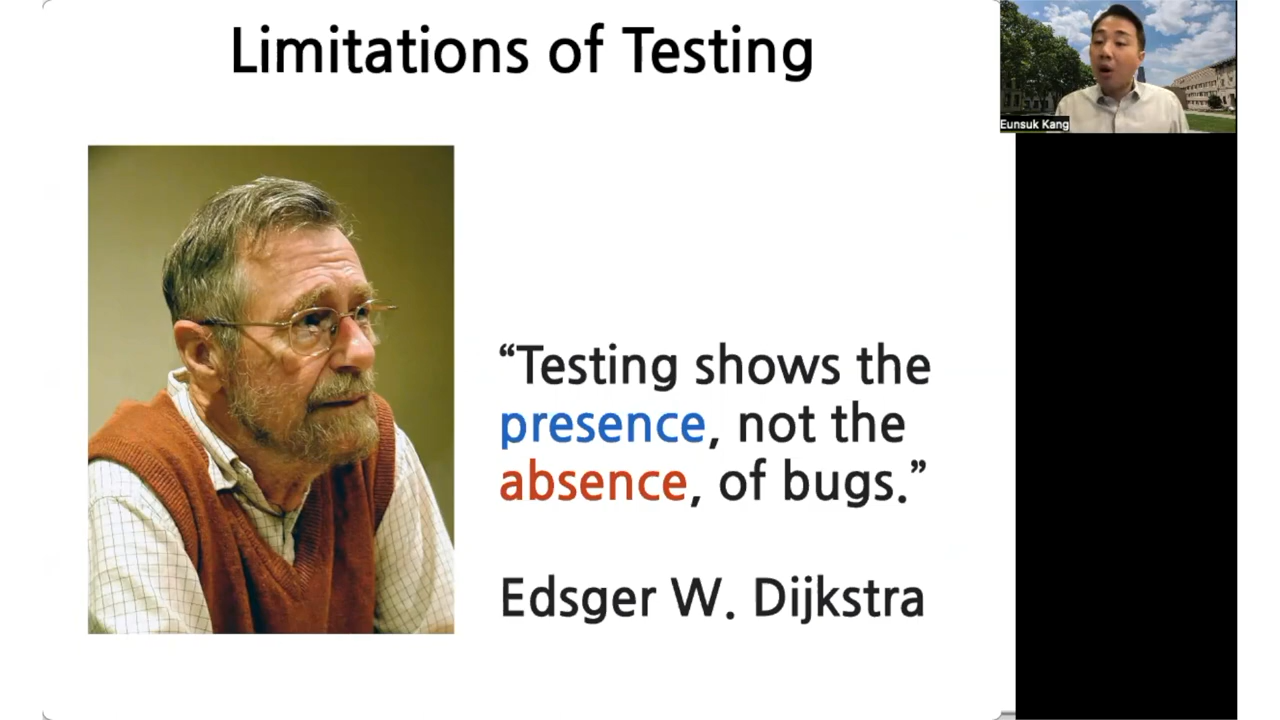 Limitations of Testing
Eunsuk Kang
“Testing shows the
presence, not the
absence, of bugs.”
Edsger W. Dijkstra